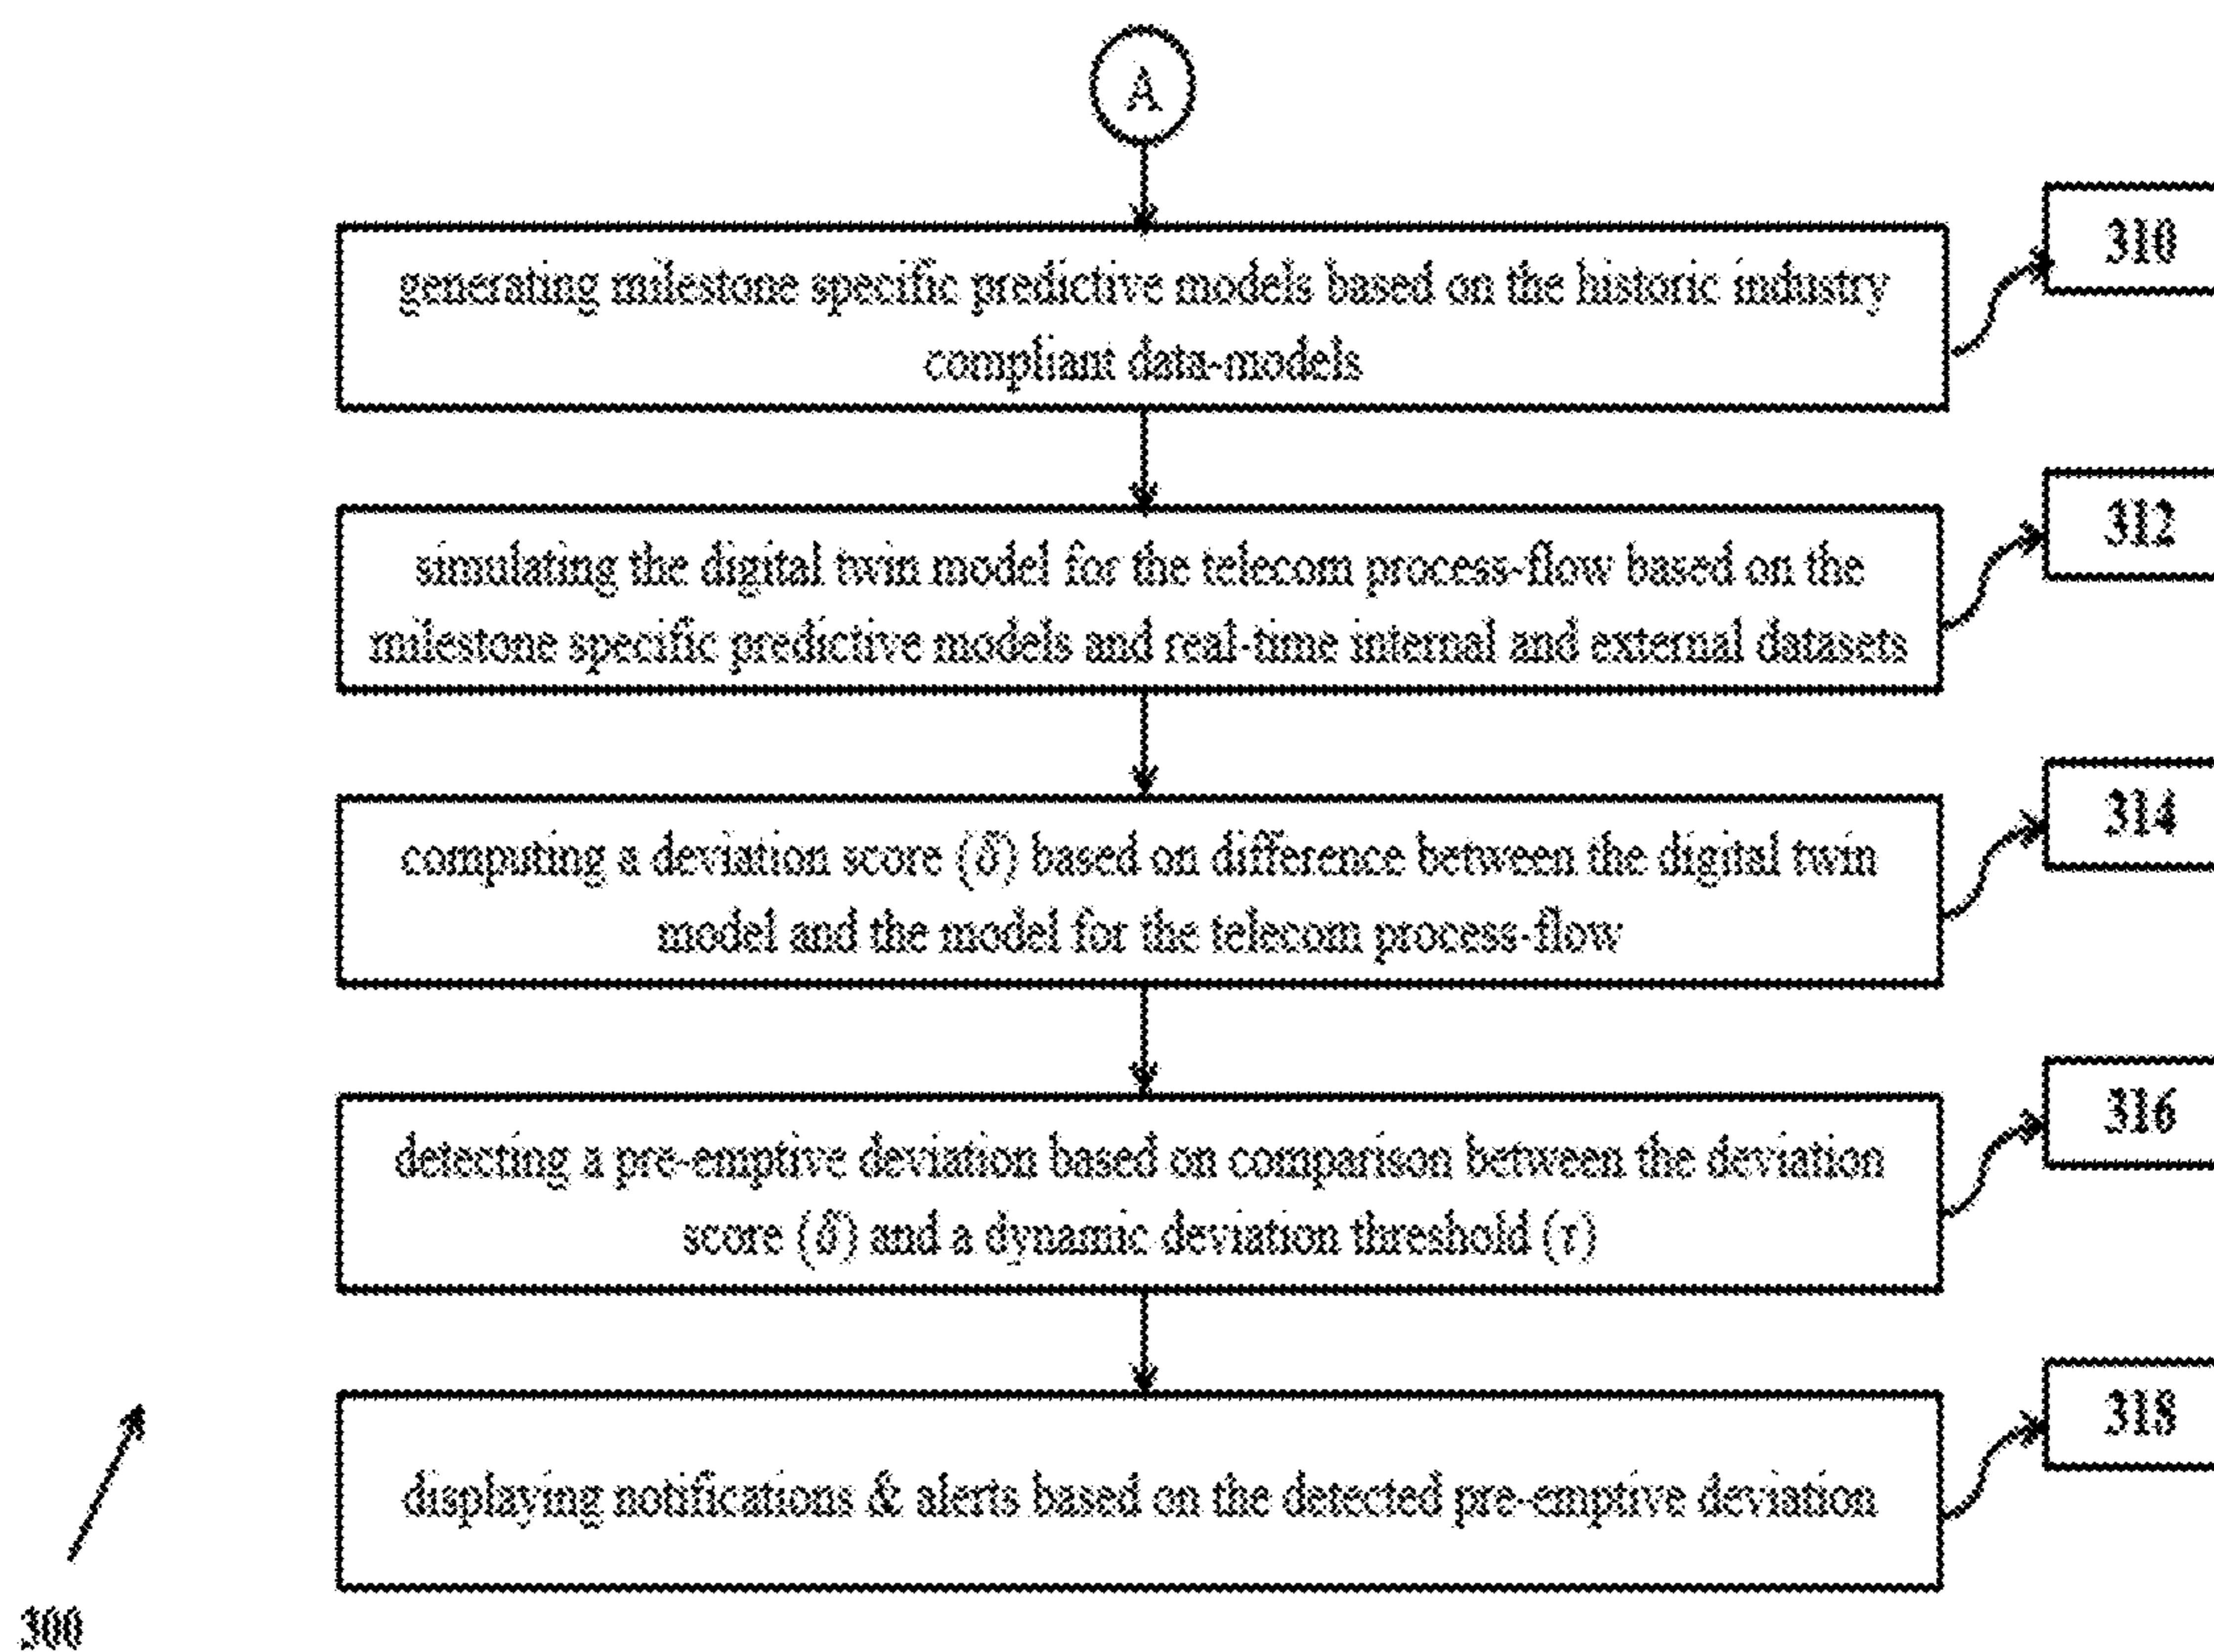 A
310
generating milestone specific predictive models based on the historic industry
compliant data-models
312
simulating the digital twin model for the telecom process-flow based on the
milestone specific predictive models and real-time internal and external datasets
314
computing a deviation score (δ) based on difference between the digital twin
model and the model for the telecom process-flow
316
detecting a pre-emptive deviation based on comparison between the deviation
score (δ) and a dynamic deviation threshold (τ)
318
displaying notifications & alerts based on the detected pre-emptive deviation
300